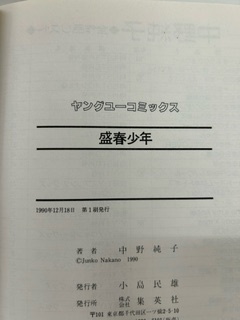 ヤングユーコミックス
盛春少年
1996年12月18日 第1刷発行
著者 中野純子
©Junko Nakano 1996
発行者 小島民雄
発行所 株式会社 集英社
〒101 東京都千代田区一ツ橋2-5-10